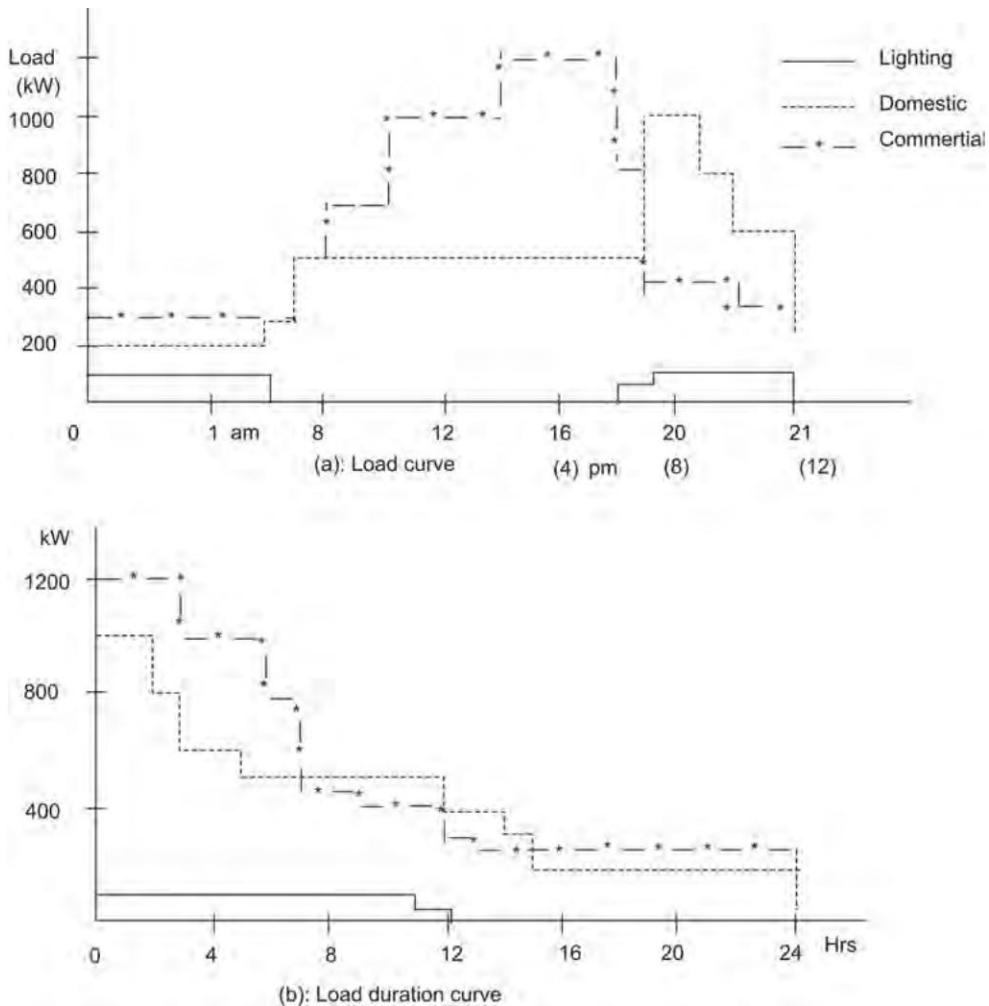 Load
(kW)
1000
800
600
400
200
Lighting
Domestic
Commertial
0 1 am 8 12 16 20 21
(a): Load curve (4) pm (8) (12)
kW
1200
800
400
0 4 8 12 16 20 24 Hrs
(b): Load duration curve